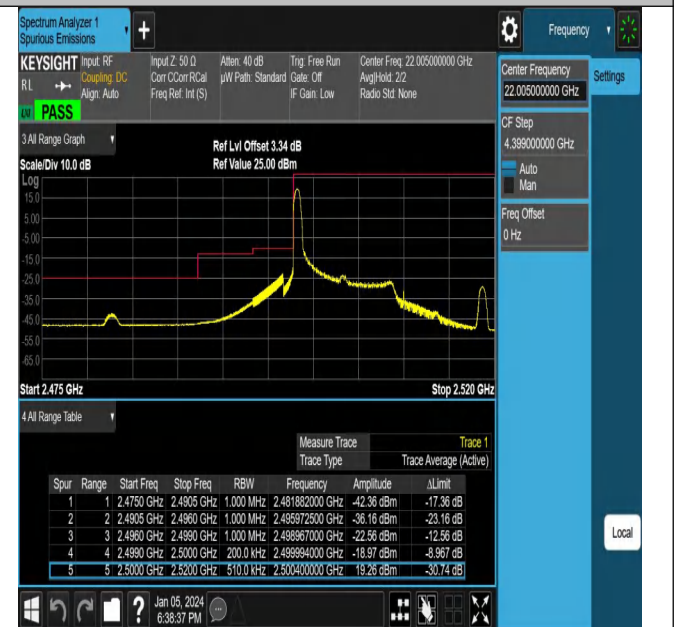 Spectrum Analyzer 1
Spurious Emissions
+
Frequency
KEYSIGHT
RL
Input: RF
Coupling: DC
Align: Auto
Input Z: 50 Ω
Corr CCorr RCal
Freq Ref: Int (S)
Atten: 40 dB
µW Path: Standard
Trig: Free Run
Gate: Off
IF Gain: Low
Center Freq: 22.005000000 GHz
Avg|Hold: 2/2
Radio Std: None
PASS
Center Frequency
22.005000000 GHz
Settings
CF Step
4.399000000 GHz
Auto
Man
Freq Offset
0 Hz
3 All Range Graph
Ref Lvl Offset 3.34 dB
Scale/Div 10.0 dB
Ref Value 25.00 dBm
Log
15.0
5.00
-5.00
-15.0
-25.0
-35.0
-45.0
-55.0
-65.0
Start 2.475 GHz
Stop 2.520 GHz
4 All Range Table
Measure Trace Trace 1
Trace Type Trace Average (Active)
Spur Range Start Freq Stop Freq RBW Frequency Amplitude ΔLimit
1 1 2.4750 GHz 2.4905 GHz 1.000 MHz 2.481882000 GHz -42.36 dBm -17.36 dB
2 2 2.4905 GHz 2.4960 GHz 1.000 MHz 2.495972500 GHz -36.16 dBm -23.16 dB
3 3 2.4960 GHz 2.4990 GHz 1.000 MHz 2.498967000 GHz -22.56 dBm -12.56 dB
4 4 2.4990 GHz 2.5000 GHz 200.0 kHz 2.499994000 GHz -18.97 dBm -8.967 dB
5 5 2.5000 GHz 2.5200 GHz 510.0 kHz 2.500400000 GHz 19.26 dBm -30.74 dB
Local
?
Jan 05, 2024
6:38:37 PM